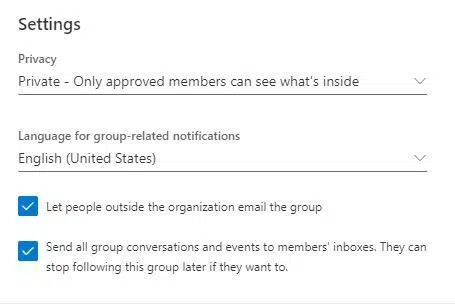 Settings
Privacy
Private - Only approved members can see what's inside
Language for group-related notifications
English (United States)
Let people outside the organization email the group
Send all group conversations and events to members' inboxes. They can
stop following this group later if they want to.